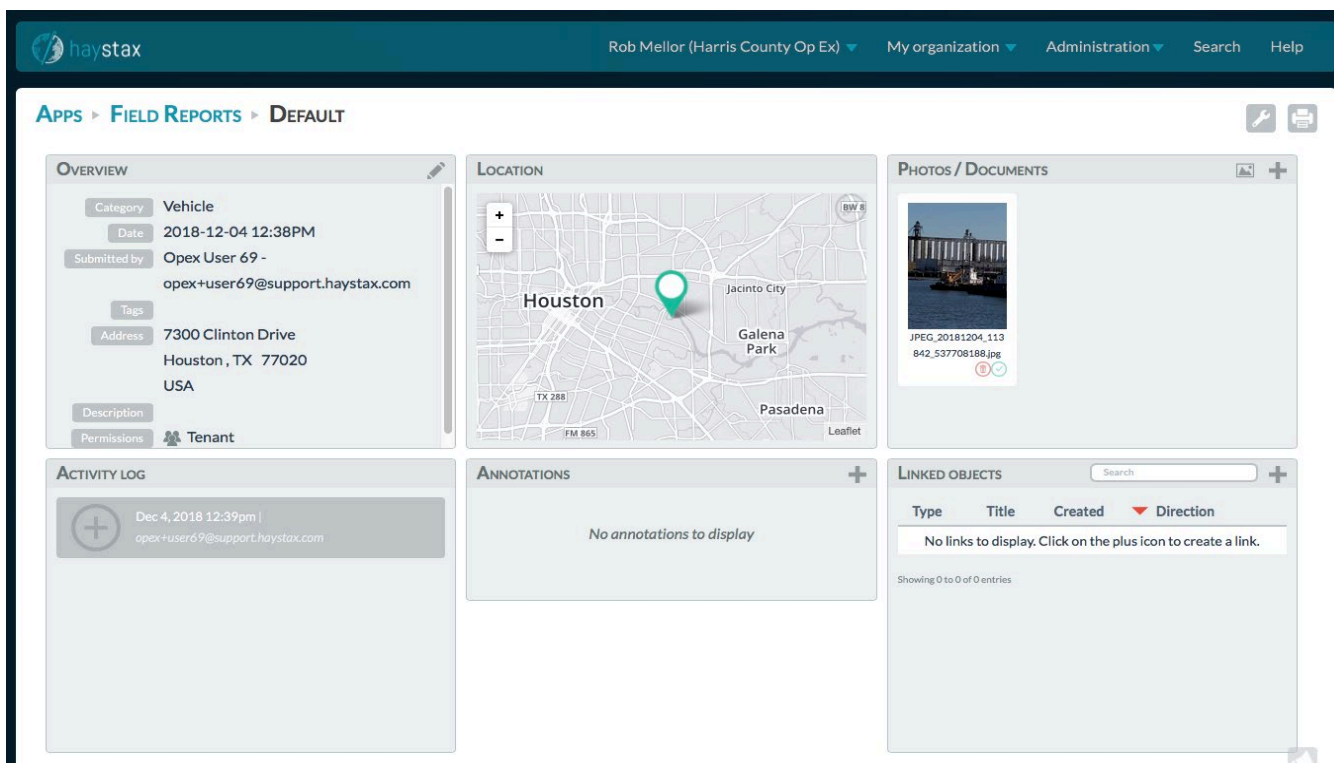 haystax
Rob Mellor (Harris County Op Ex)
My organization
Administration
Search
Help
APPS ▸ FIELD REPORTS ▸ DEFAULT
OVERVIEW
Category Vehicle
Date 2018-12-04 12:38PM
Submitted by Opex User 69 -
opex+user69@support.haystax.com
Tags
Address 7300 Clinton Drive
Houston , TX 77020
USA
Description
Permissions Tenant
LOCATION
+
-
BW 8
Jacinto City
Houston
Galena
Park
TX 288
Pasadena
FM 865
Leaflet
PHOTOS / DOCUMENTS
JPEG_20181204_113
842_537708188.jpg
ACTIVITY LOG
Dec 4, 2018 12:39pm |
opex+user69@support.haystax.com
ANNOTATIONS
No annotations to display
LINKED OBJECTS
Search
Type Title Created Direction
No links to display. Click on the plus icon to create a link.
Showing 0 to 0 of 0 entries